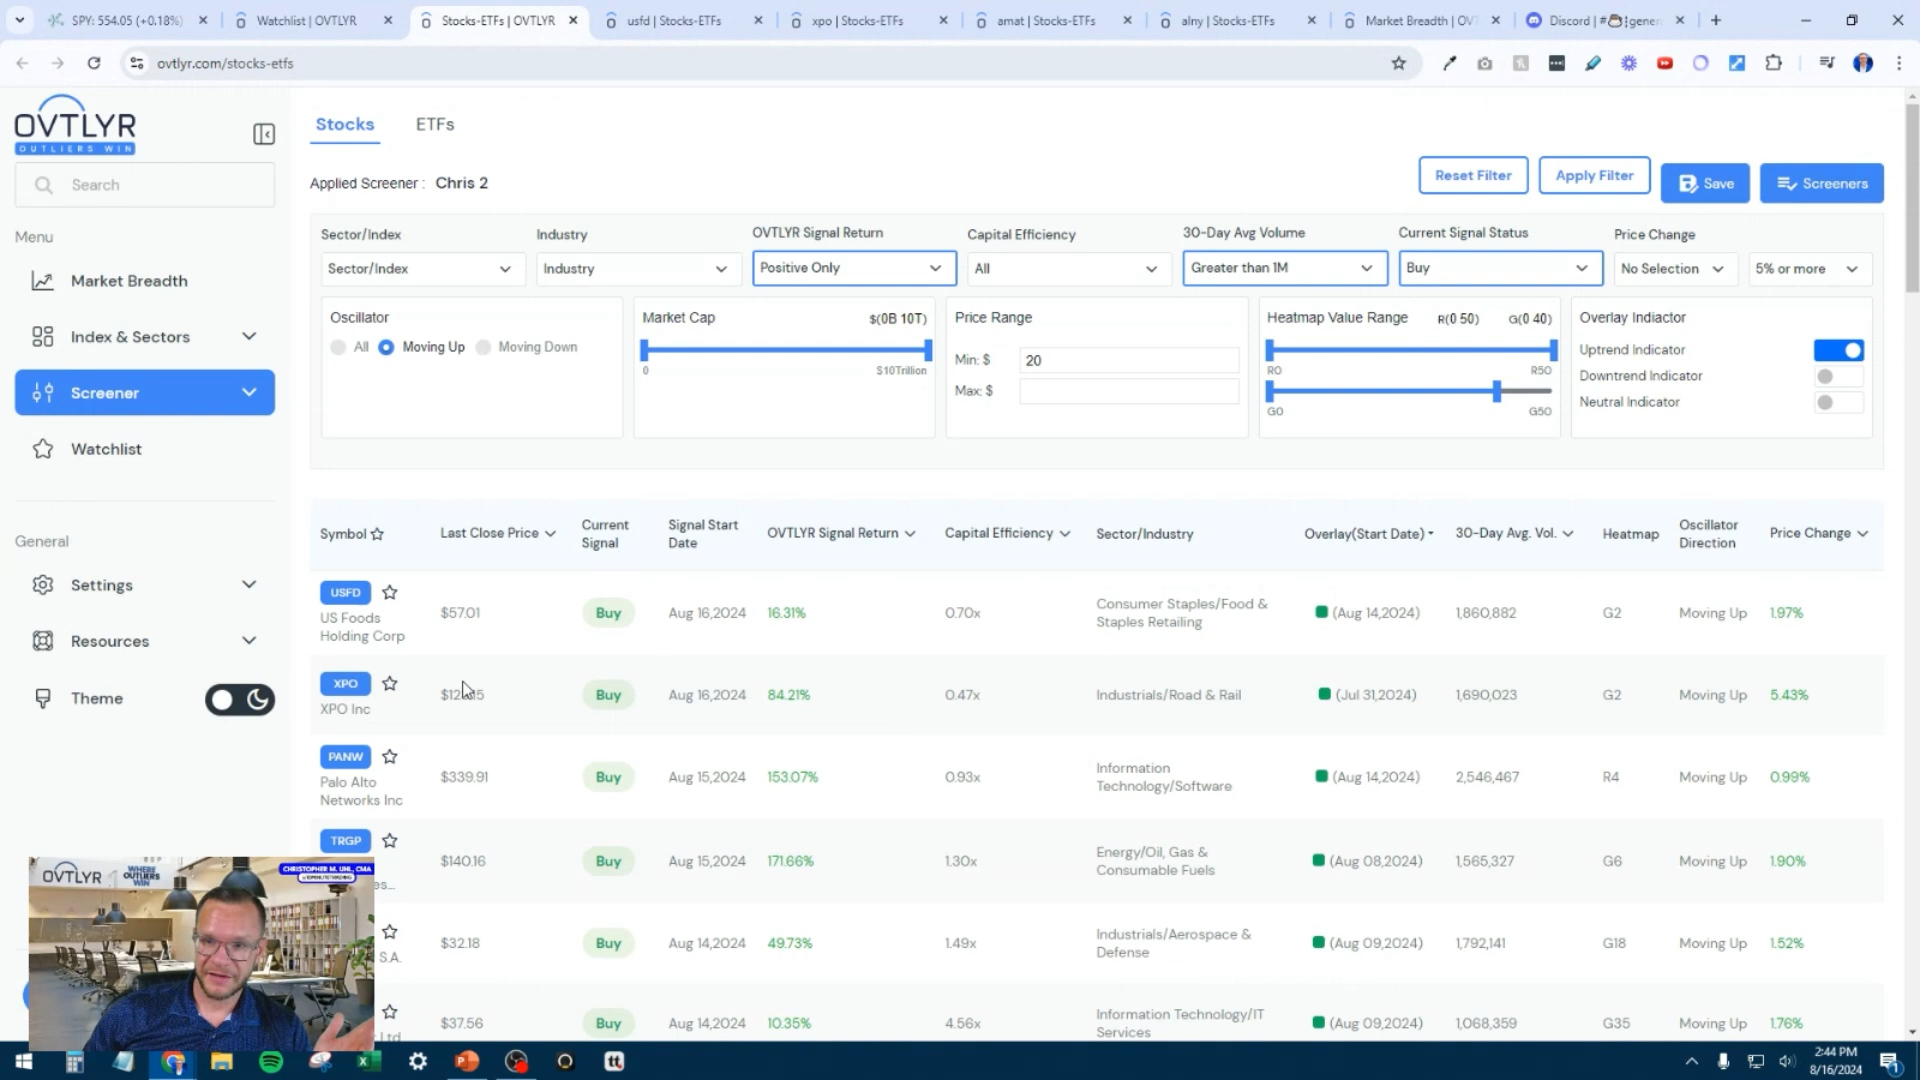 SPY: 554.05 (+0.18%)
Watchlist | OVTLYR
Stocks-ETFs | OVTLYR
usfd | Stocks-ETFs
xpo | Stocks-ETFs
amat | Stocks-ETFs
alny | Stocks-ETFs
Market Breadth | OVT
Discord | #
ovtlyr.com/stocks-etfs
OVTLYR
OUTLIERS WIN
Search
Menu
Market Breadth
Index & Sectors
Screener
Watchlist
General
Settings
Resources
Theme
Stocks
ETFs
Applied Screener : Chris 2
Reset Filter
Apply Filter
Save
Screeners
Sector/Index
Industry
OVTLYR Signal Return
Capital Efficiency
30-Day Avg Volume
Current Signal Status
Price Change
Sector/Index
Industry
Positive Only
All
Greater than 1M
Buy
No Selection
5% or more
Oscillator
All
Moving Up
Moving Down
Market Cap
$(0B 10T)
0
$10Trillion
Price Range
Min: $
20
Max: $
Heatmap Value Range
R(0 50)
G(0 40)
R0
R50
G0
G50
Overlay Indiactor
Uptrend Indicator
Downtrend Indicator
Neutral Indicator
Symbol
Last Close Price
Current
Signal
Signal Start
Date
OVTLYR Signal Return
Capital Efficiency
Sector/Industry
Overlay(Start Date)
30-Day Avg. Vol.
Heatmap
Oscillator
Direction
Price Change
USFD
US Foods
Holding Corp
$57.01
Buy
Aug 16,2024
16.31%
0.70x
Consumer Staples/Food &
Staples Retailing
(Aug 14,2024)
1,860,882
G2
Moving Up
1.97%
XPO
XPO Inc
Buy
Aug 16,2024
84.21%
0.47x
Industrials/Road & Rail
(Jul 31,2024)
1,690,023
G2
Moving Up
5.43%
PANW
Palo Alto
Networks Inc
$339.91
Buy
Aug 15,2024
153.07%
0.93x
Information
Technology/Software
(Aug 14,2024)
2,546,467
R4
Moving Up
0.99%
TRGP
$140.16
Buy
Aug 15,2024
171.66%
1.30x
Energy/Oil, Gas &
Consumable Fuels
(Aug 08,2024)
1,565,327
G6
Moving Up
1.90%
S.A.
$32.18
Buy
Aug 14,2024
49.73%
1.49x
Industrials/Aerospace &
Defense
(Aug 09,2024)
1,792,141
G18
Moving Up
1.52%
Ltd
$37.56
Buy
Aug 14,2024
10.35%
4.56x
Information Technology/IT
Services
(Aug 09,2024)
1,068,359
G35
Moving Up
1.76%
OVTLYR
WHERE
OUTLIERS
WIN
CHRISTOPHER M. UHL, CMA
2:44 PM
8/16/2024